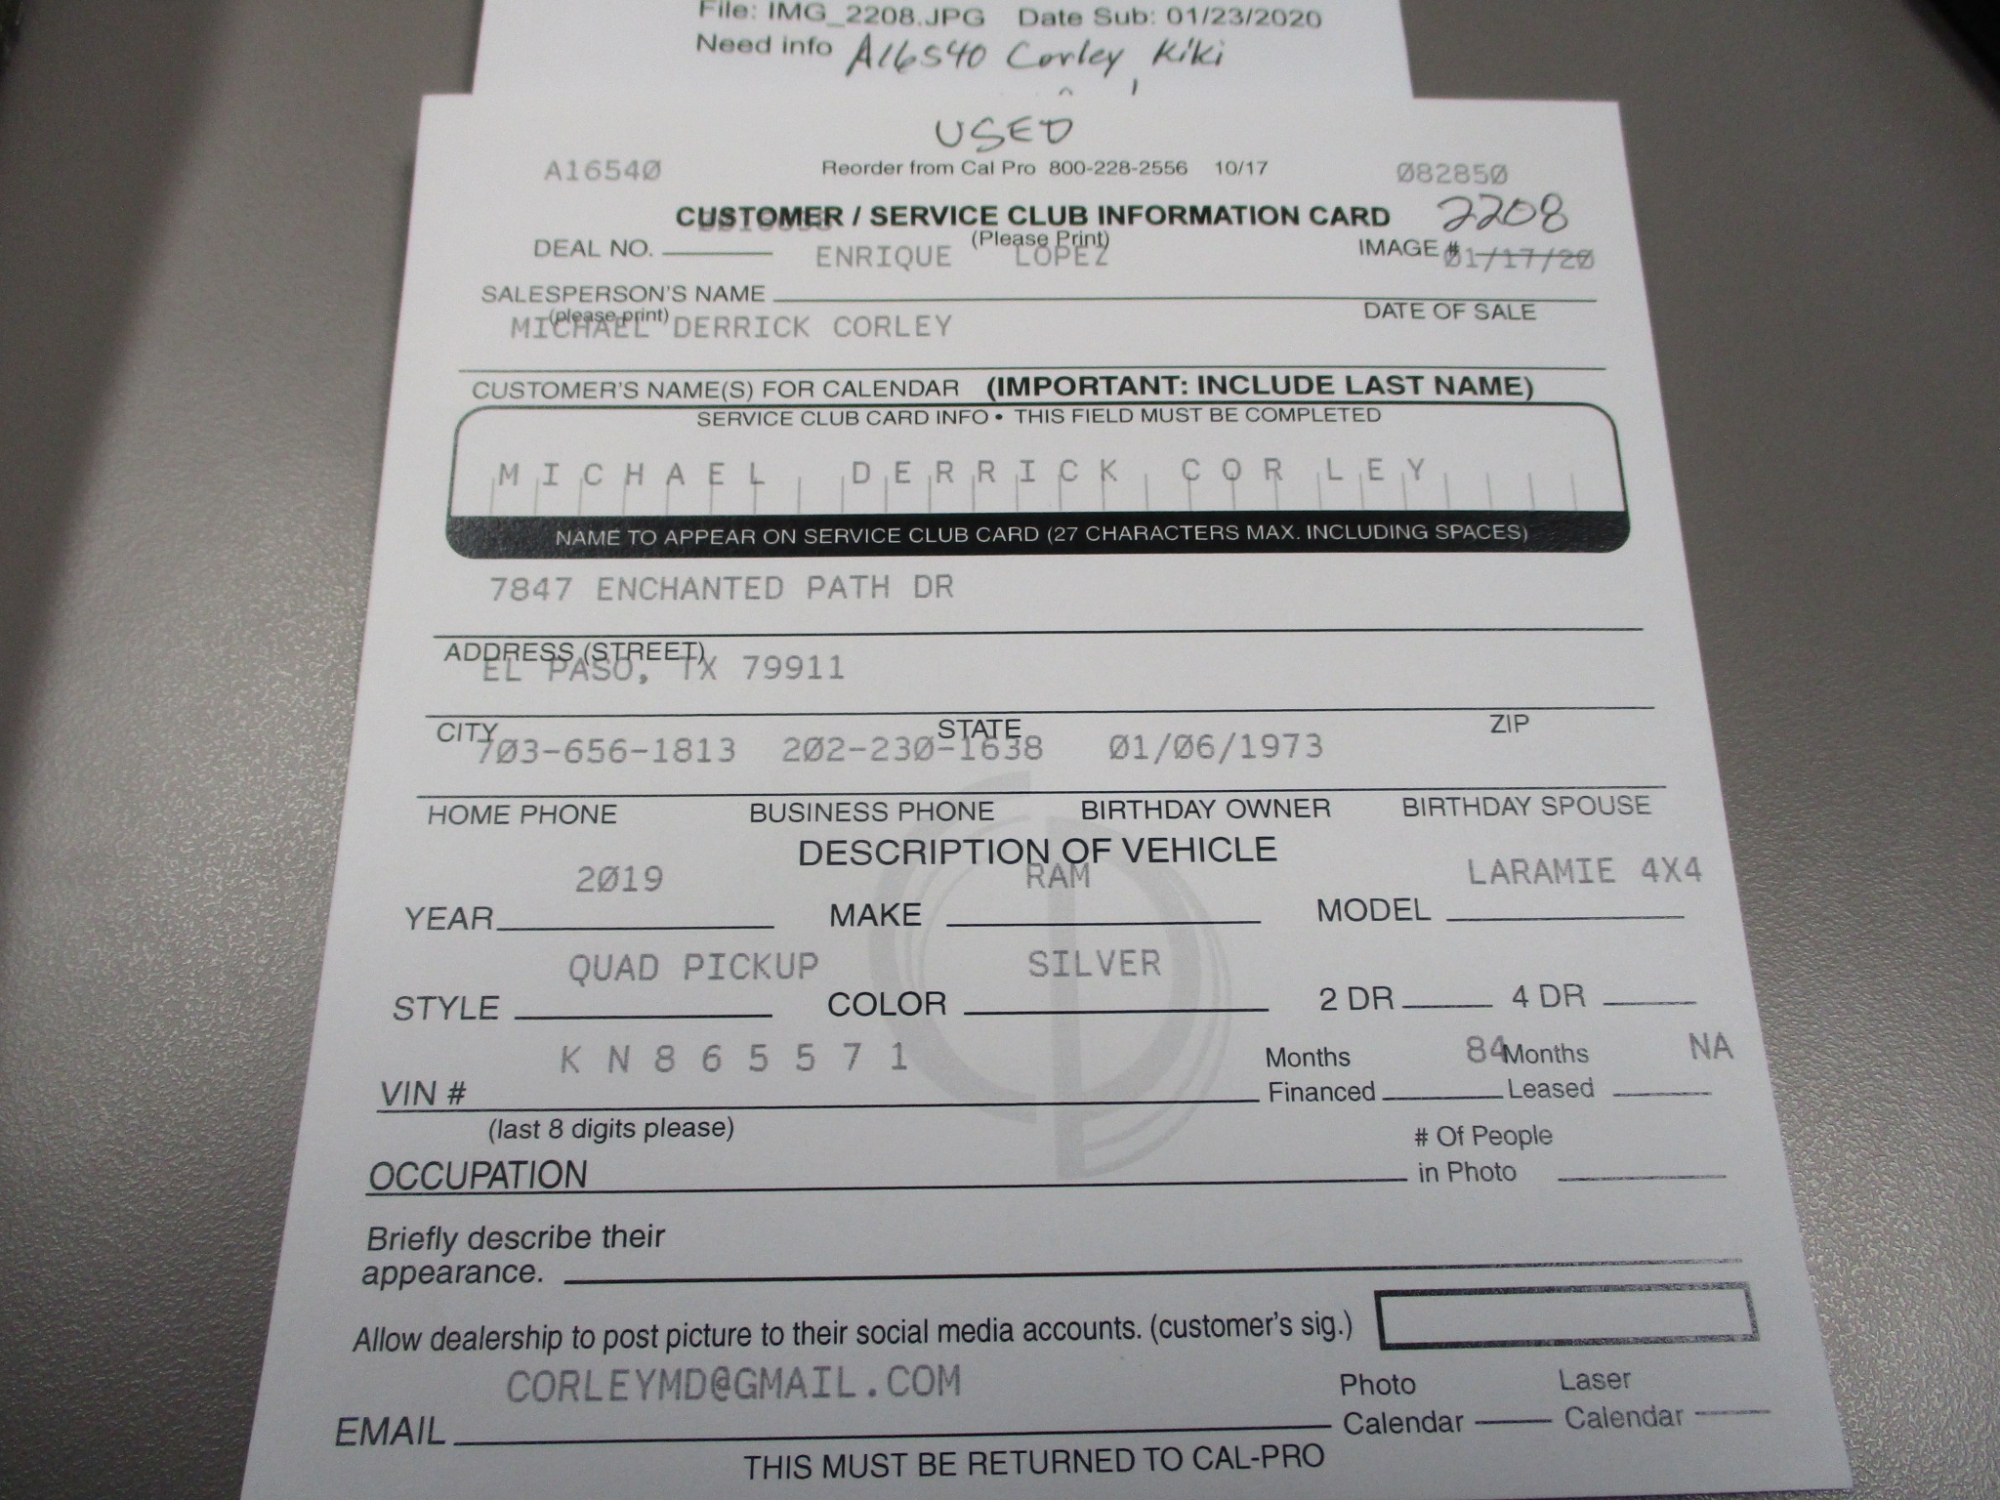 File: IMG_2208.JPG Date Sub: 01/23/2020
Need info A16540 Corley, Kiki
USED
A16540 Reorder from Cal Pro 800-228-2556 10/17 082850
CUSTOMER / SERVICE CLUB INFORMATION CARD 2208
(Please Print)
DEAL NO. ENRIQUE LOPEZ IMAGE # 01/17/20
SALESPERSON'S NAME
(please print) DATE OF SALE
MICHAEL DERRICK CORLEY
CUSTOMER'S NAME(S) FOR CALENDAR (IMPORTANT: INCLUDE LAST NAME)
SERVICE CLUB CARD INFO • THIS FIELD MUST BE COMPLETED
MICHAEL DERRICK CORLEY
NAME TO APPEAR ON SERVICE CLUB CARD (27 CHARACTERS MAX. INCLUDING SPACES)
7847 ENCHANTED PATH DR
ADDRESS (STREET)
EL PASO, TX 79911
CITY STATE ZIP
703-656-1813 202-230-1638 01/06/1973
HOME PHONE BUSINESS PHONE BIRTHDAY OWNER BIRTHDAY SPOUSE
DESCRIPTION OF VEHICLE
2019 RAM LARAMIE 4X4
YEAR MAKE MODEL
QUAD PICKUP SILVER
STYLE COLOR 2 DR 4 DR
K N 8 6 5 5 7 1 Months 84 Months NA
VIN # Financed Leased
(last 8 digits please) # Of People
OCCUPATION in Photo
Briefly describe their
appearance.
Allow dealership to post picture to their social media accounts. (customer's sig.)
CORLEYMD@GMAIL.COM Photo Laser
EMAIL Calendar Calendar
THIS MUST BE RETURNED TO CAL-PRO